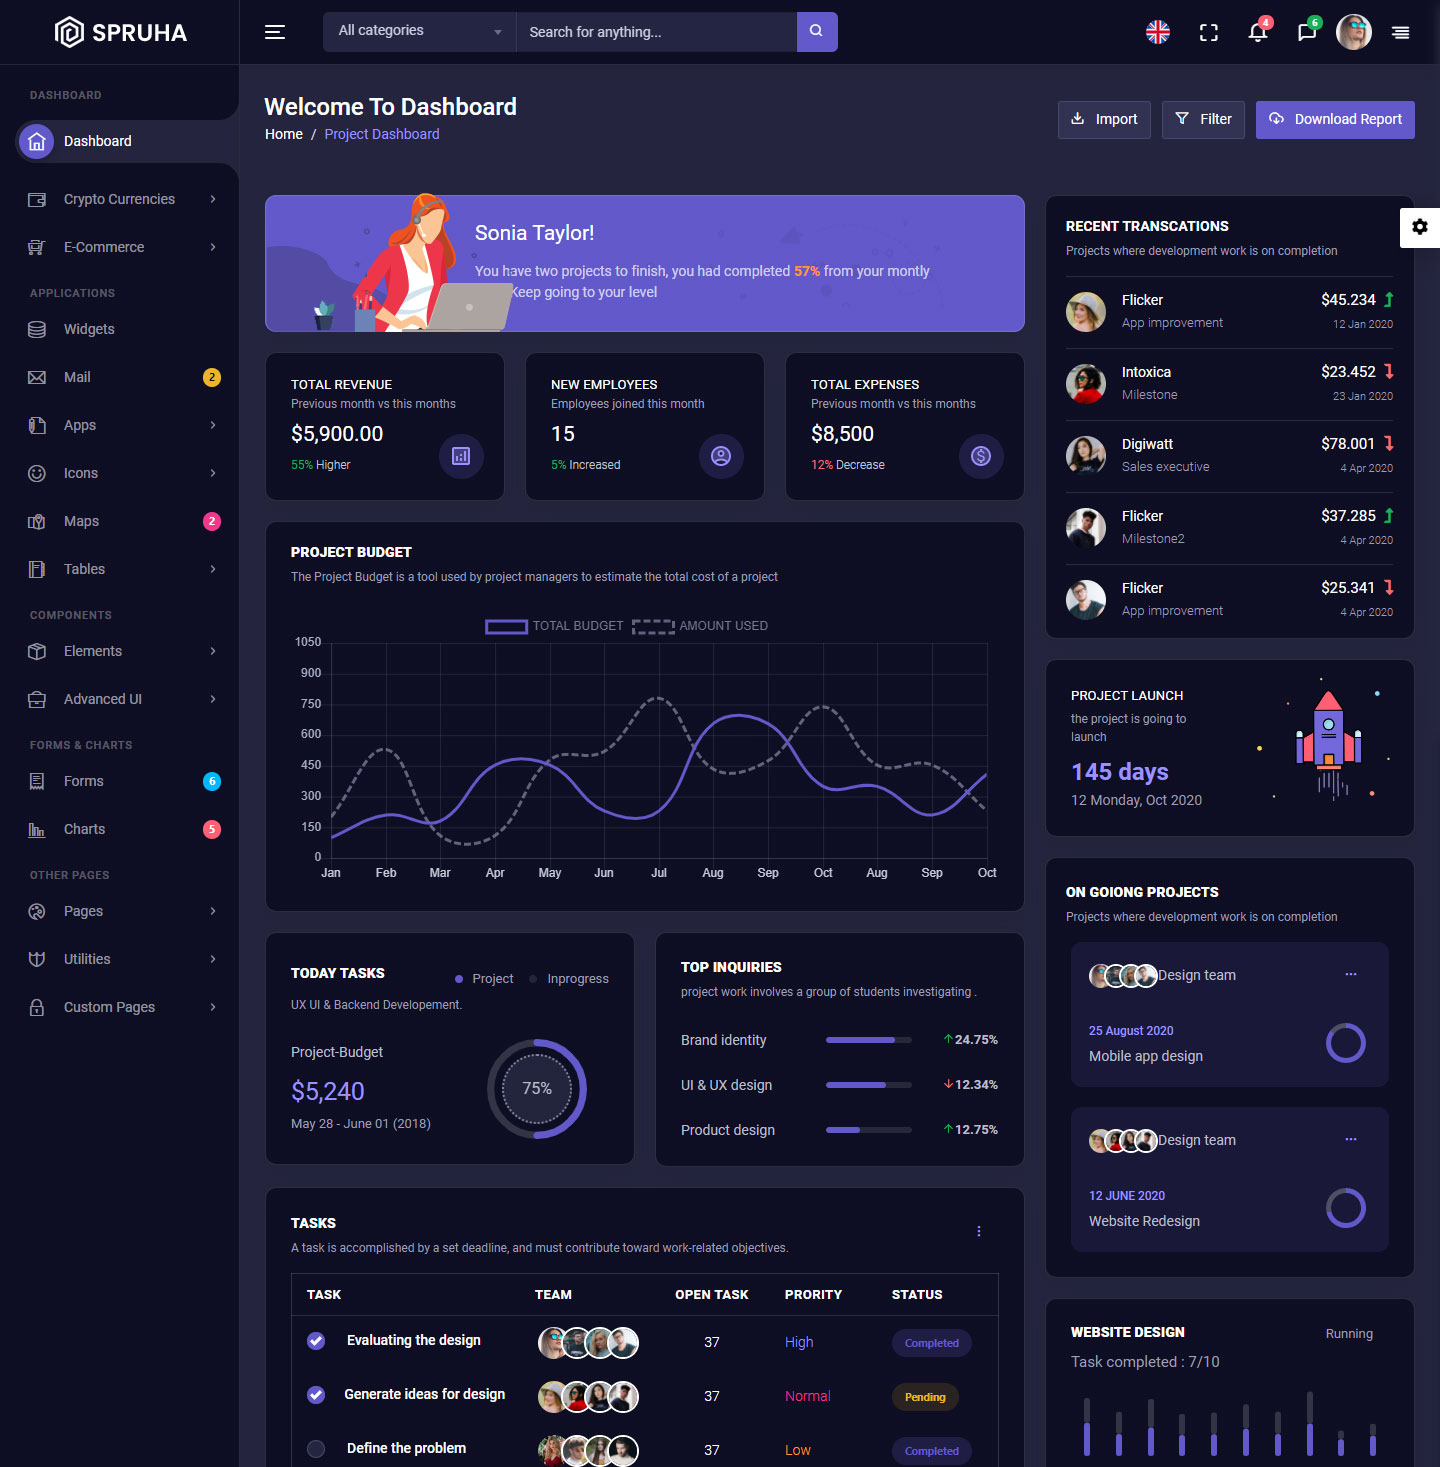 SPRUHA
All categories
Search for anything...
4
6
DASHBOARD
Dashboard
Crypto Currencies
E-Commerce
APPLICATIONS
Widgets
Mail
2
Apps
Icons
Maps
2
Tables
COMPONENTS
Elements
Advanced UI
FORMS & CHARTS
Forms
6
Charts
5
OTHER PAGES
Pages
Utilities
Custom Pages
Welcome To Dashboard
Home / Project Dashboard
Import
Filter
Download Report
Sonia Taylor!
You have two projects to finish, you had completed 57% from your montly
Keep going to your level
TOTAL REVENUE
Previous month vs this months
$5,900.00
55% Higher
NEW EMPLOYEES
Employees joined this month
15
5% Increased
TOTAL EXPENSES
Previous month vs this months
$8,500
12% Decrease
PROJECT BUDGET
The Project Budget is a tool used by project managers to estimate the total cost of a project
TOTAL BUDGET
AMOUNT USED
1050
900
750
600
450
300
150
0
Jan Feb Mar Apr May Jun Jul Aug Sep Oct Aug Sep Oct
TODAY TASKS
Project
Inprogress
UX UI & Backend Developement.
Project-Budget
$5,240
May 28 - June 01 (2018)
75%
TOP INQUIRIES
project work involves a group of students investigating .
Brand identity
24.75%
UI & UX design
12.34%
Product design
12.75%
TASKS
A task is accomplished by a set deadline, and must contribute toward work-related objectives.
TASK TEAM OPEN TASK PRORITY STATUS
Evaluating the design 37 High Completed
Generate ideas for design 37 Normal Pending
Define the problem 37 Low Completed
RECENT TRANSCATIONS
Projects where development work is on completion
Flicker $45.234
App improvement 12 Jan 2020
Intoxica $23.452
Milestone 23 Jan 2020
Digiwatt $78.001
Sales executive 4 Apr 2020
Flicker $37.285
Milestone2 4 Apr 2020
Flicker $25.341
App improvement 4 Apr 2020
PROJECT LAUNCH
the project is going to
launch
145 days
12 Monday, Oct 2020
ON GOIONG PROJECTS
Projects where development work is on completion
Design team
25 August 2020
Mobile app design
Design team
12 JUNE 2020
Website Redesign
WEBSITE DESIGN
Running
Task completed : 7/10